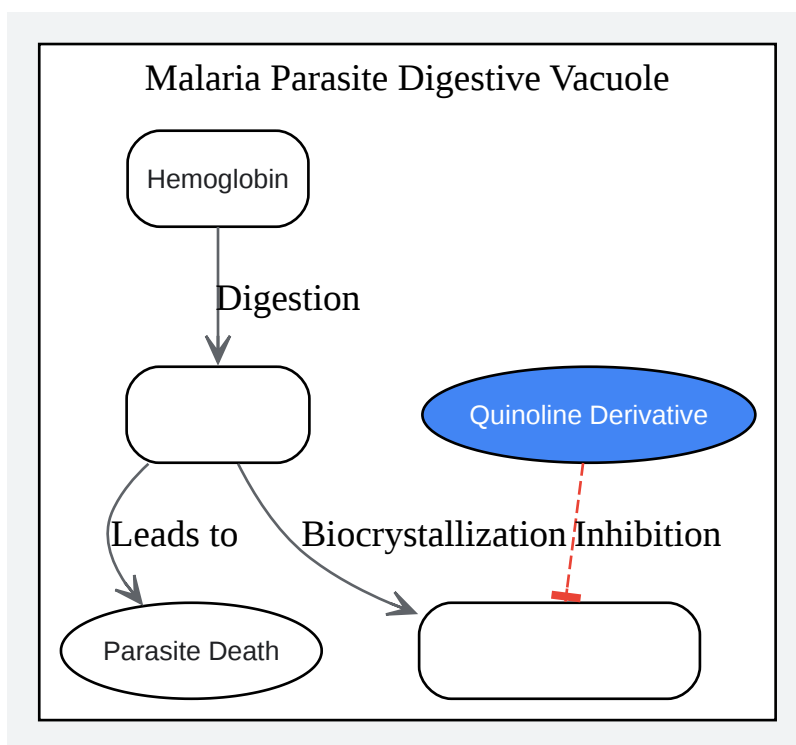 Malaria Parasite Digestive Vacuole
Hemoglobin
Digestion
Quinoline Derivative
Leads to
Biocrystallization
Inhibition
Parasite Death